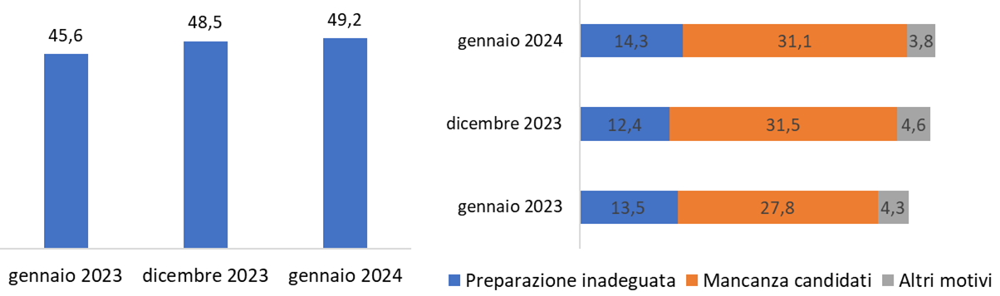 45,6
48,5
49,2
gennaio 2023
dicembre 2023
gennaio 2024
gennaio 2024
14,3
31,1
3,8
dicembre 2023
12,4
31,5
4,6
gennaio 2023
13,5
27,8
4,3
Preparazione inadeguata
Mancanza candidati
Altri motivi